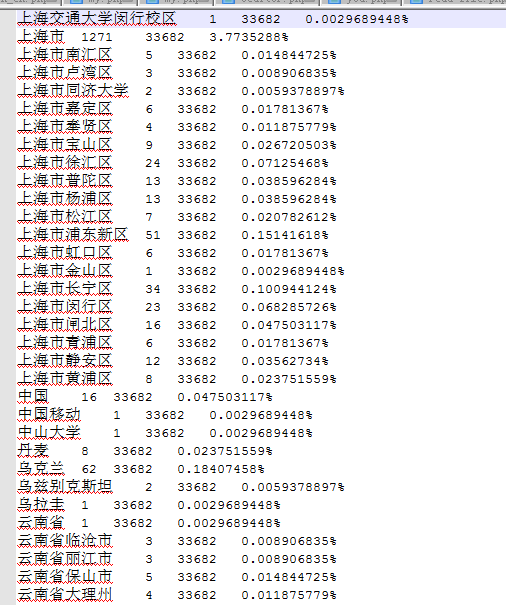 上海交通大学闵行校区 1 33682 0.0029689448%
上海市 1271 33682 3.7735288%
上海市南汇区 5 33682 0.014844725%
上海市卢湾区 3 33682 0.008906835%
上海市同济大学 2 33682 0.0059378897%
上海市嘉定区 6 33682 0.01781367%
上海市奉贤区 4 33682 0.011875779%
上海市宝山区 9 33682 0.026720503%
上海市徐汇区 24 33682 0.07125468%
上海市普陀区 13 33682 0.038596284%
上海市杨浦区 13 33682 0.038596284%
上海市松江区 7 33682 0.020782612%
上海市浦东新区 51 33682 0.15141618%
上海市虹口区 6 33682 0.01781367%
上海市金山区 1 33682 0.0029689448%
上海市长宁区 34 33682 0.100944124%
上海市闵行区 23 33682 0.068285726%
上海市闸北区 16 33682 0.047503117%
上海市青浦区 6 33682 0.01781367%
上海市静安区 12 33682 0.03562734%
上海市黄浦区 8 33682 0.023751559%
中国 16 33682 0.047503117%
中国移动 1 33682 0.0029689448%
中山大学 1 33682 0.0029689448%
丹麦 8 33682 0.023751559%
乌克兰 62 33682 0.18407458%
乌兹别克斯坦 2 33682 0.0059378897%
乌拉圭 1 33682 0.0029689448%
云南省 1 33682 0.0029689448%
云南省临沧市 3 33682 0.008906835%
云南省丽江市 3 33682 0.008906835%
云南省保山市 5 33682 0.014844725%
云南省大理州 4 33682 0.011875779%